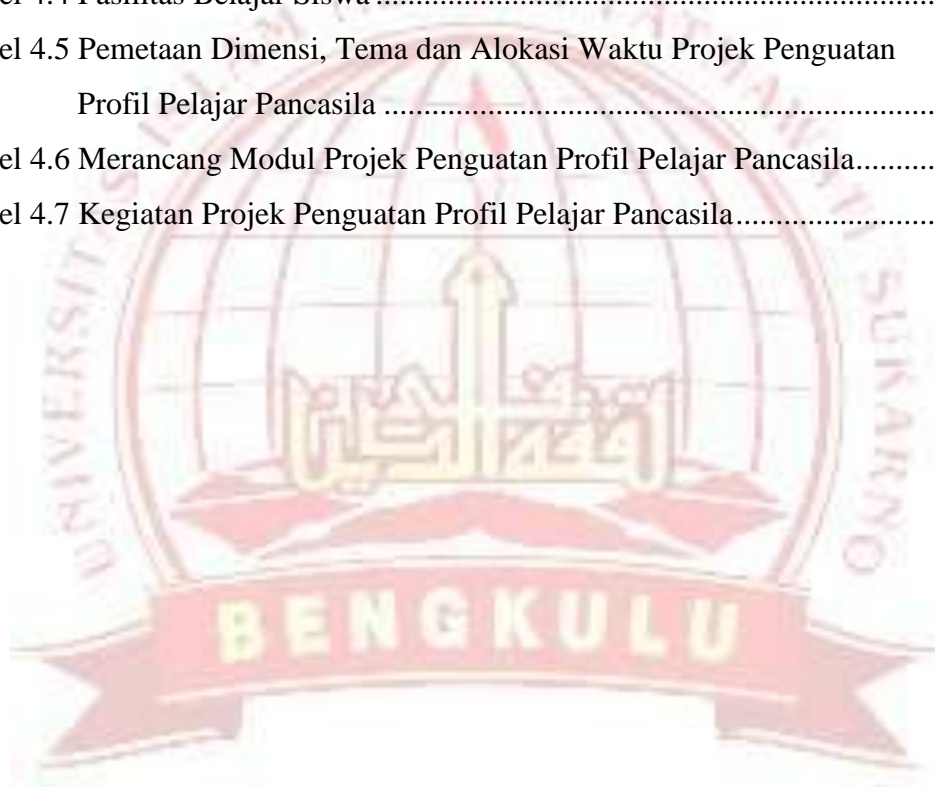 el 4.4 Fasilitas Belajar Siswa
el 4.5 Pemetaan Dimensi, Tema dan Alokasi Waktu Projek Penguatan
Profil Pelajar Pancasila
el 4.6 Merancang Modul Projek Penguatan Profil Pelajar Pancasila
el 4.7 Kegiatan Projek Penguatan Profil Pelajar Pancasila
UNIVERSIT
SUKARNO
BENGKULU